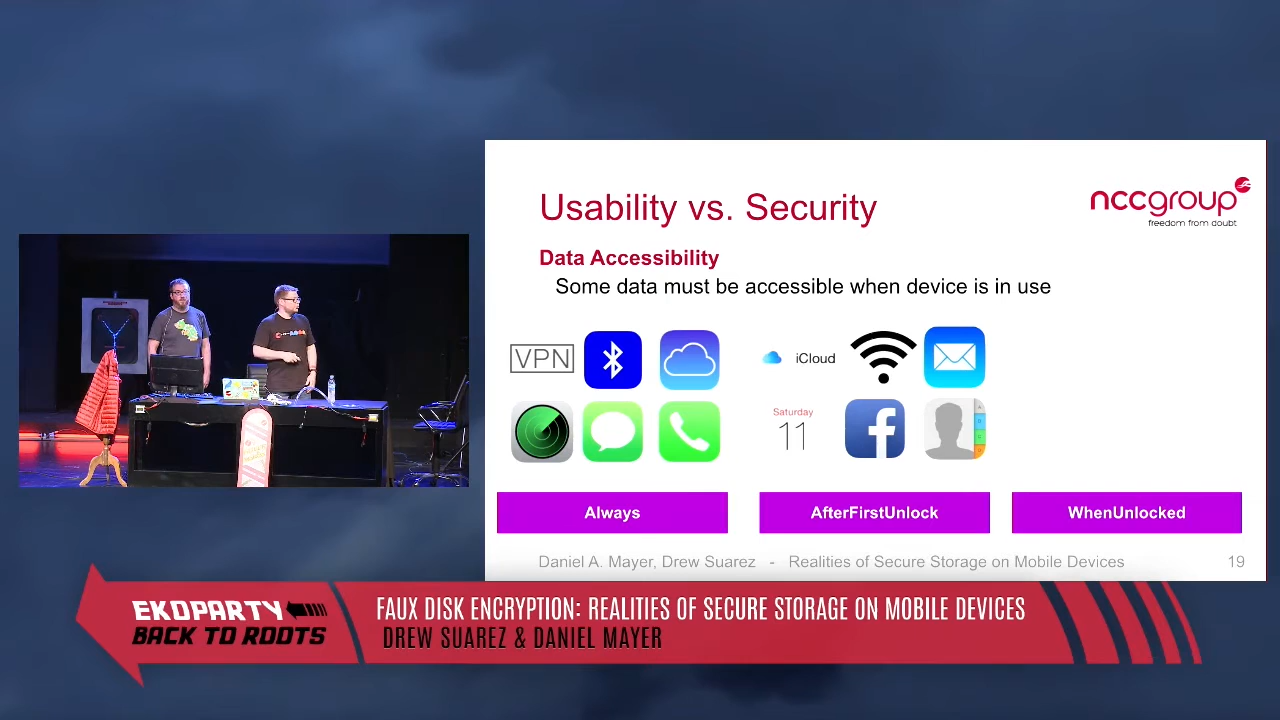 Usability vs. Security
nccgroup
freedom from doubt
Data Accessibility
Some data must be accessible when device is in use
VPN
iCloud
Saturday
11
Always
AfterFirstUnlock
WhenUnlocked
Daniel A. Mayer, Drew Suarez - Realities of Secure Storage on Mobile Devices
19
EKOPARTY
BACK TO ROOTS
FAUX DISK ENCRYPTION: REALITIES OF SECURE STORAGE ON MOBILE DEVICES
DREW SUAREZ & DANIEL MAYER